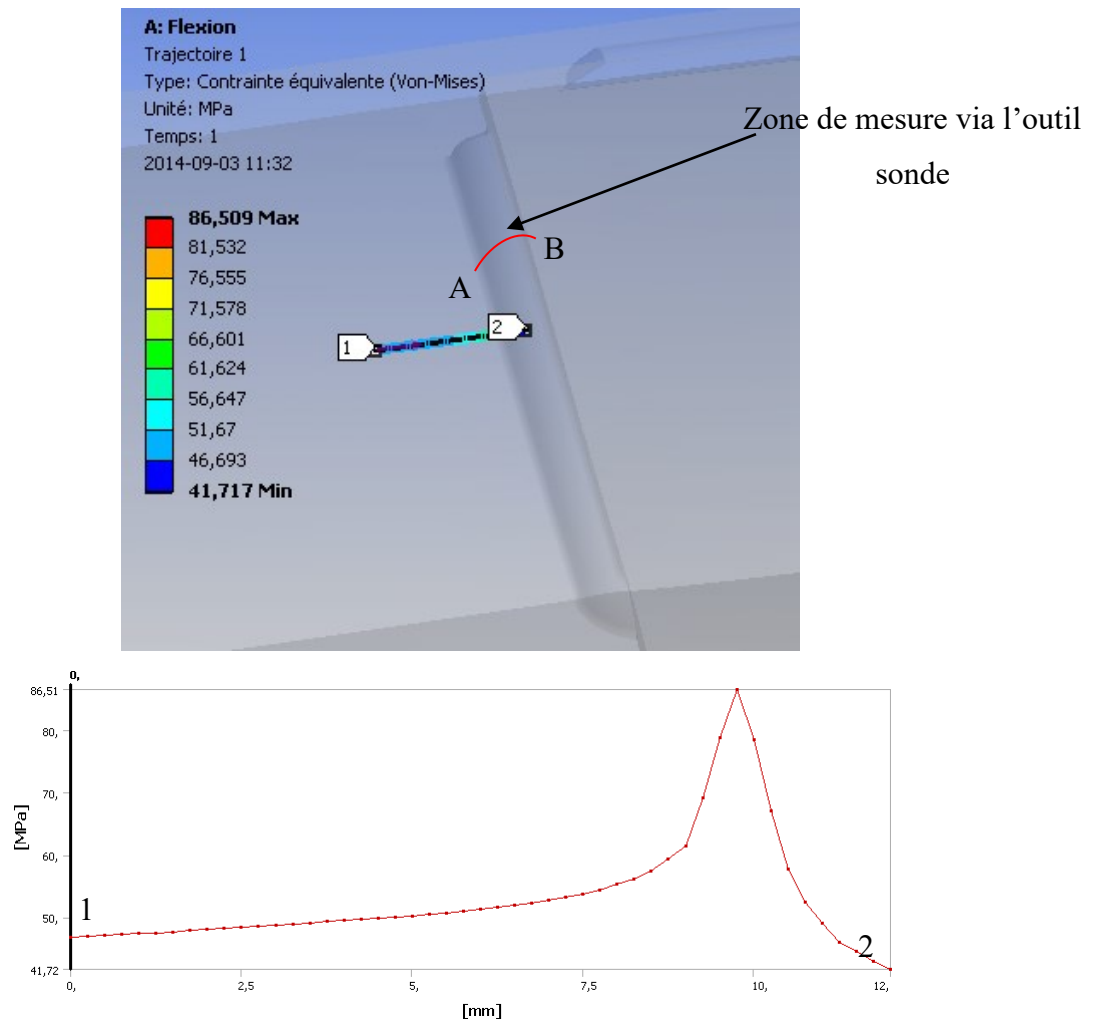 A: Flexion
Trajectoire 1
Type: Contrainte équivalente (Von-Mises)
Unité: MPa
Temps: 1
2014-09-03 11:32
86,509 Max
81,532
76,555
71,578
66,601
61,624
56,647
51,67
46,693
41,717 Min
Zone de mesure via l’outil
sonde
B
A
2
1
0,
86,51
80,
70,
60,
50,
41,72
[MPa]
1
2
0,
2,5
5,
7,5
10,
12,
[mm]